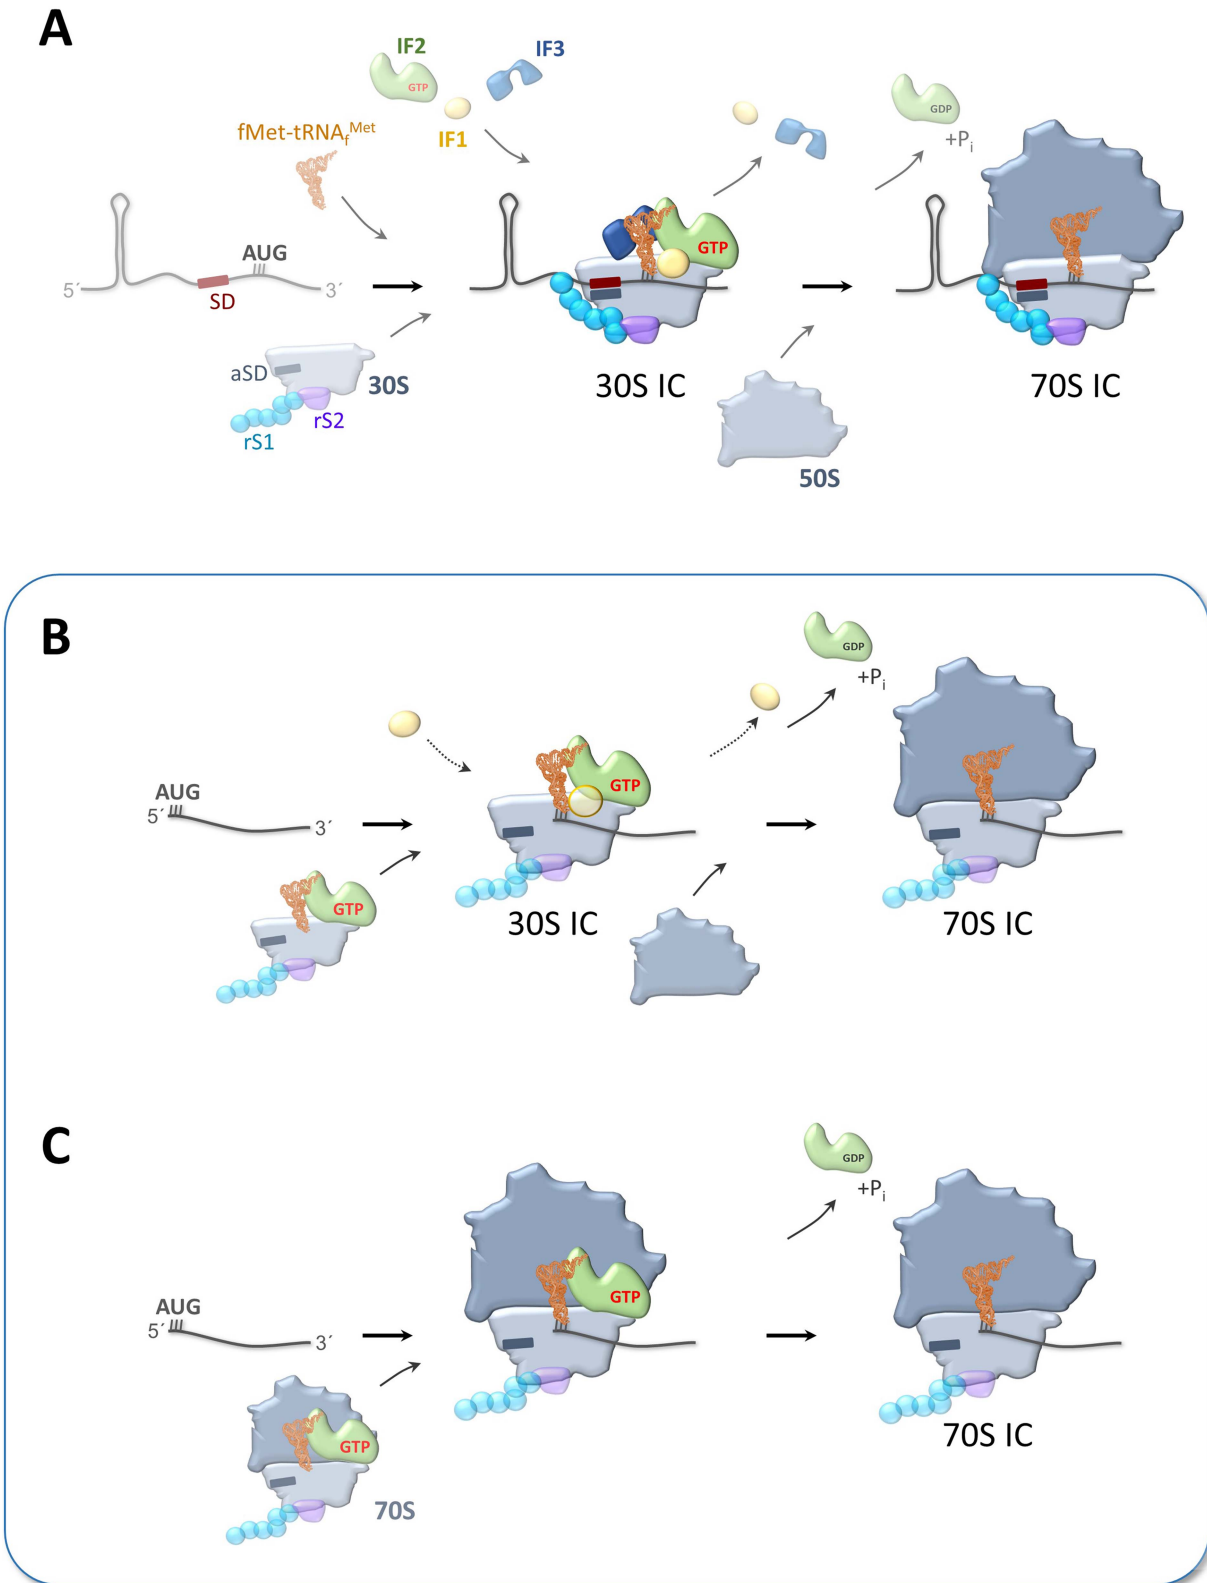 A
IF2
GTP
IF3
IF1
fMet-tRNAfMet
GDP
+Pi
AUG
5´
SD
3´
GTP
aSD
30S
rS2
rS1
30S IC
70S IC
50S
B
GDP
+Pi
AUG
5´
3´
GTP
GTP
30S IC
70S IC
C
GDP
+Pi
AUG
5´
3´
GTP
GTP
70S
70S IC